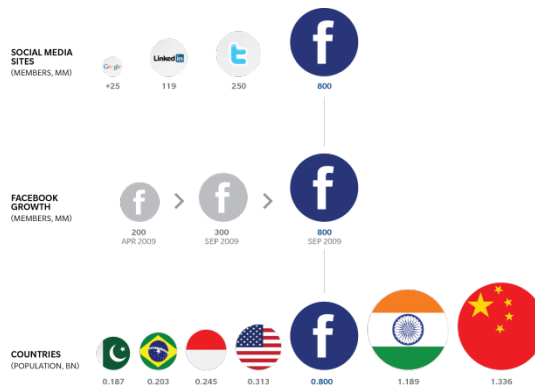 SOCIAL MEDIA
SITES
(MEMBERS, MM)
Google
LinkedIn
t
f
+25
119
250
800
FACEBOOK
GROWTH
(MEMBERS, MM)
f
>
f
>
f
200
300
800
APR 2009
SEP 2009
SEP 2009
COUNTRIES
(POPULATION, BN)
f
0.187
0.203
0.245
0.313
0.800
1.189
1.336